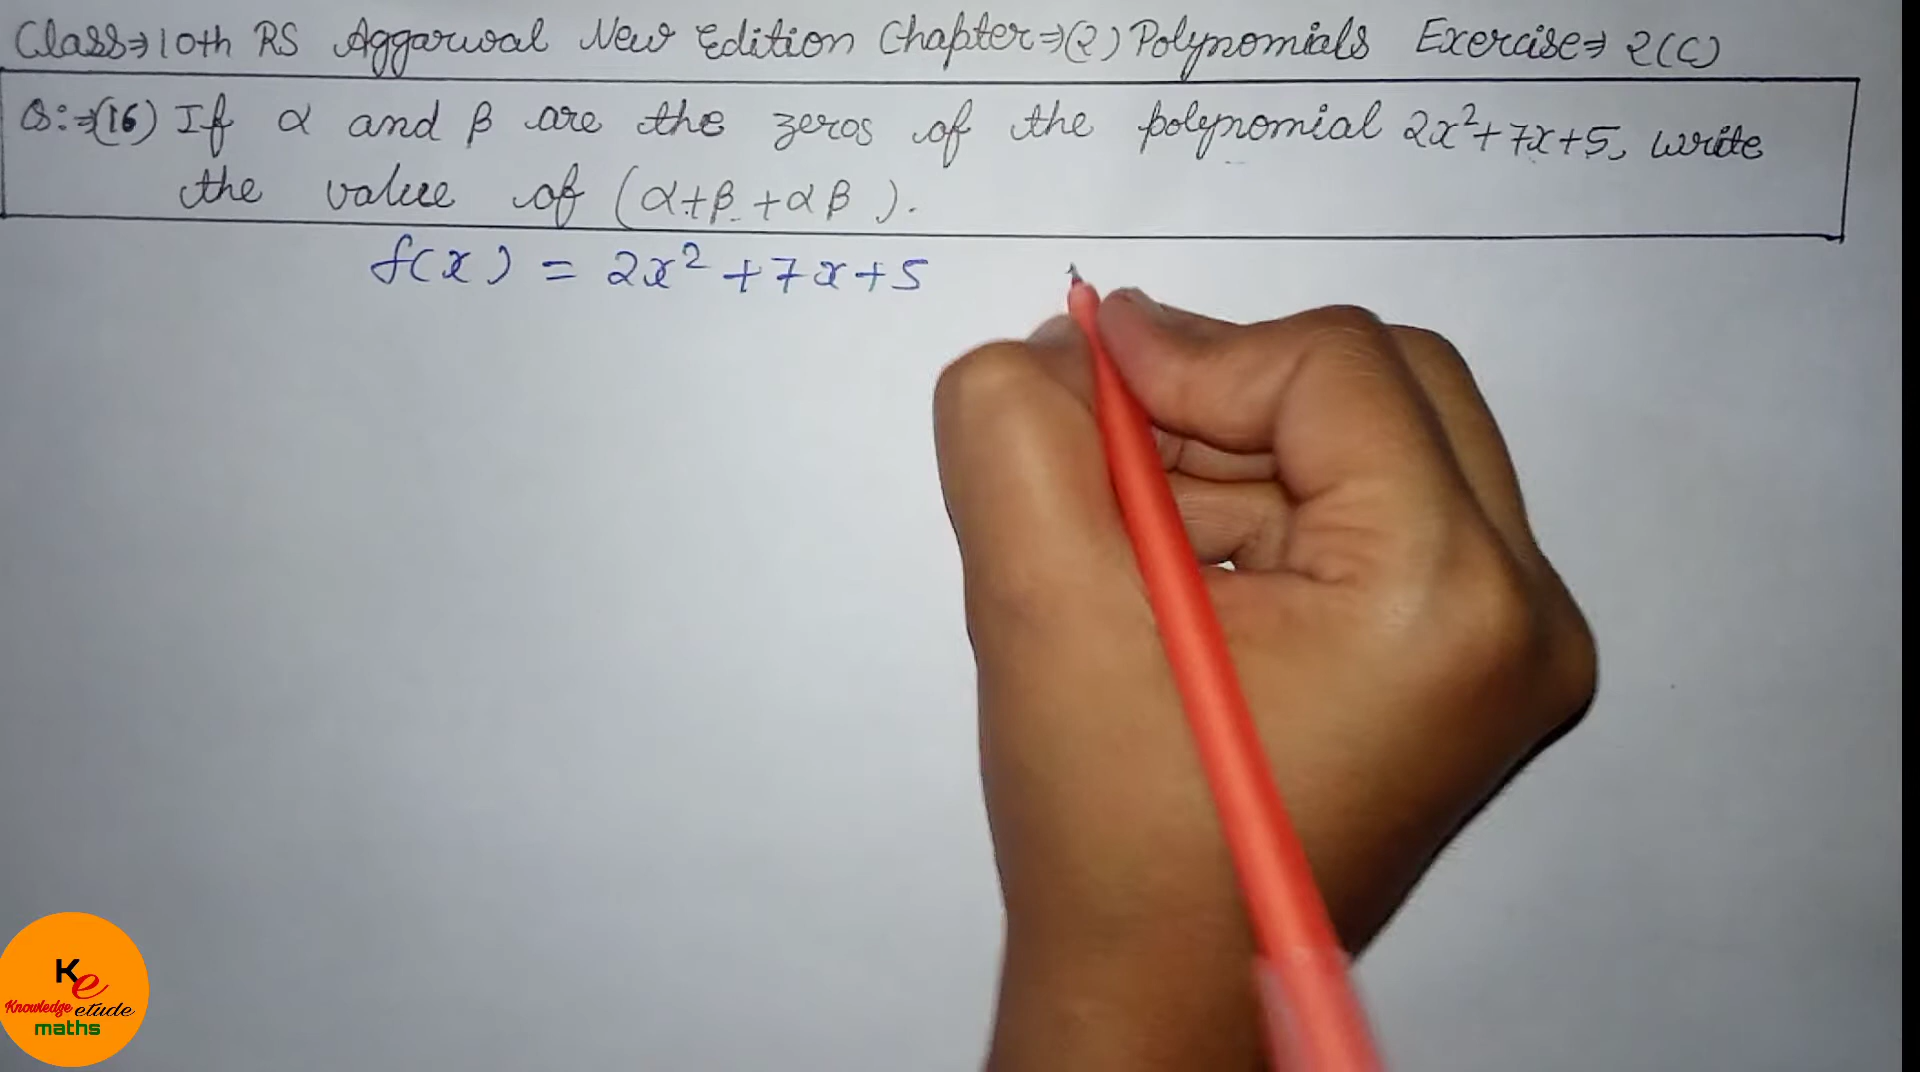 Class⇒10th RS Aggarwal New Edition Chapter⇒(2) Polynomials Exercise⇒ 2(C)
Q:⇒(16) If α and β are the zeros of the polynomial 2x²+7x+5, write
the value of (α+β+αβ).
f(x) = 2x²+7x+5
Ke
Knowledge etude
maths